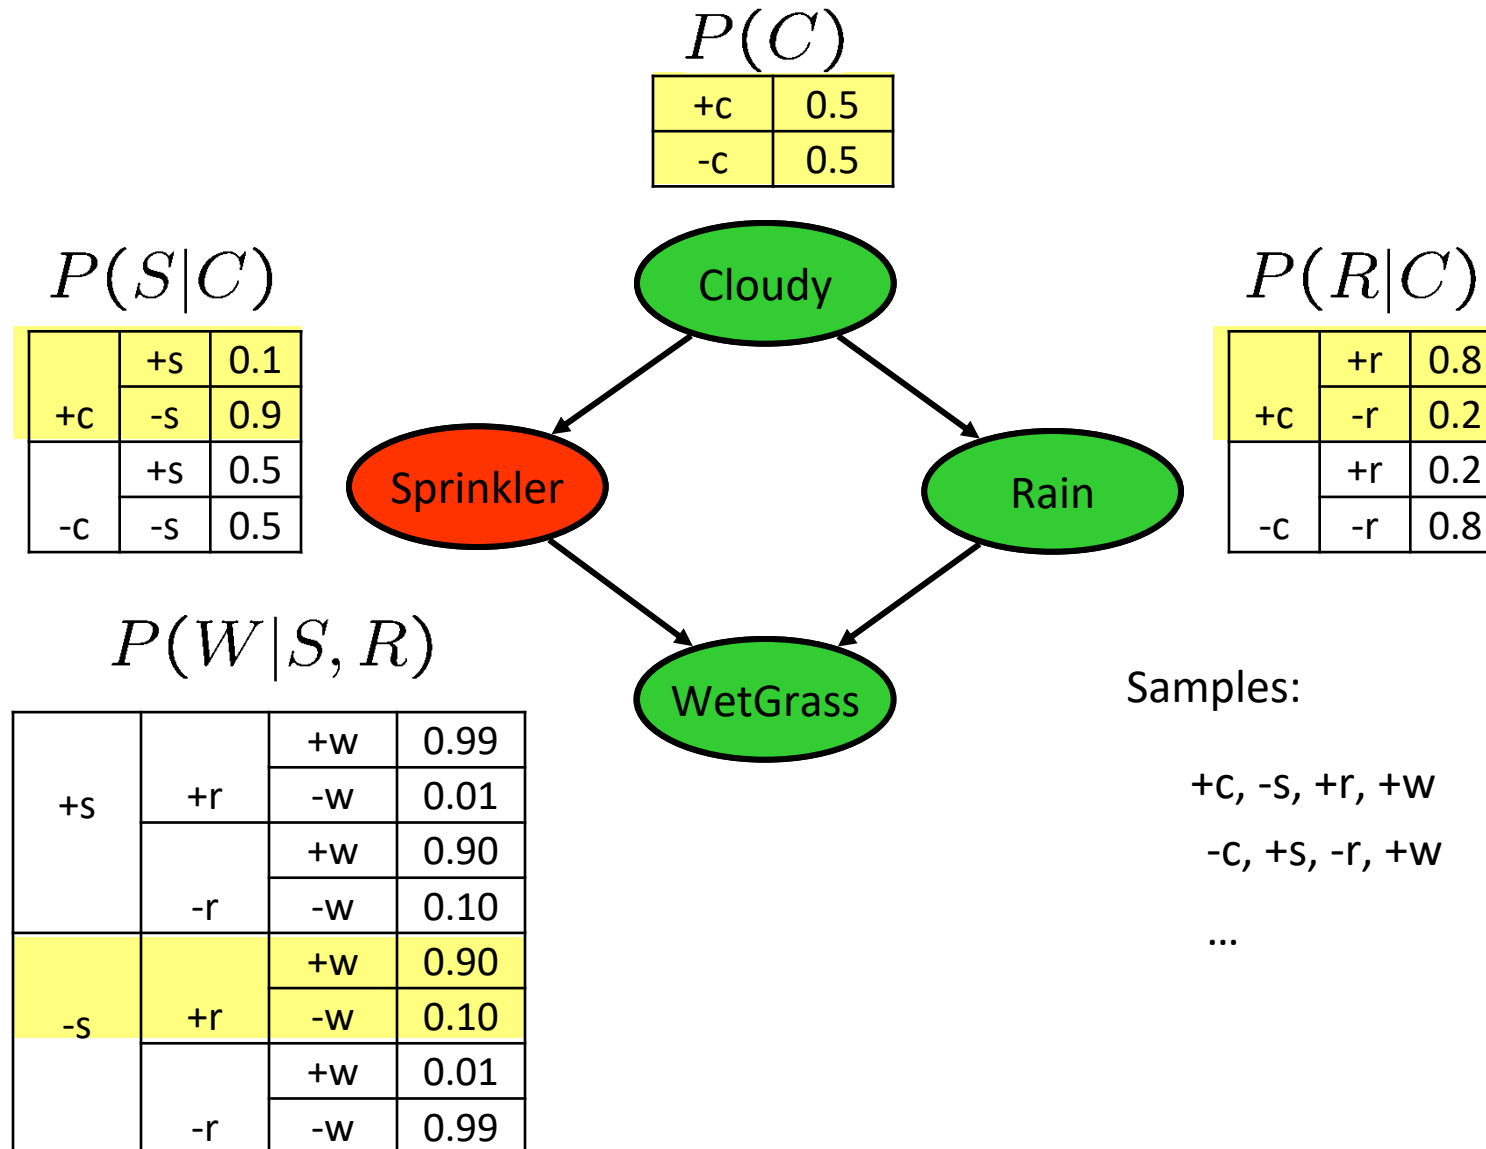 P(C)
+c 0.5
-c 0.5
P(S|C)
+s 0.1
+c -s 0.9
+s 0.5
-c -s 0.5
Cloudy
P(R|C)
+r 0.8
+c -r 0.2
+r 0.2
-c -r 0.8
Sprinkler
Rain
P(W|S, R)
+w 0.99
+s +r -w 0.01
+w 0.90
-r -w 0.10
+w 0.90
-s +r -w 0.10
+w 0.01
-r -w 0.99
WetGrass
Samples:
+c, -s, +r, +w
-c, +s, -r, +w
...